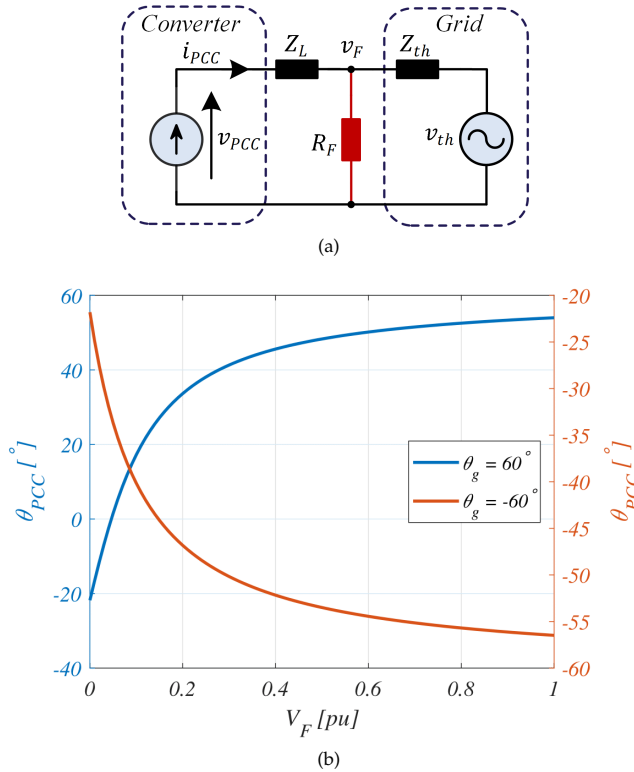 Converter
Grid
i_PCC
Z_L
v_F
Z_th
v_PCC
R_F
v_th
(a)
60
40
20
0
-20
-40
θ_PCC [°]
-20
-25
-30
-35
-40
-45
-50
-55
-60
θ_PCC [°]
θ_g = 60°
θ_g = -60°
0
0.2
0.4
0.6
0.8
1
V_F [pu]
(b)